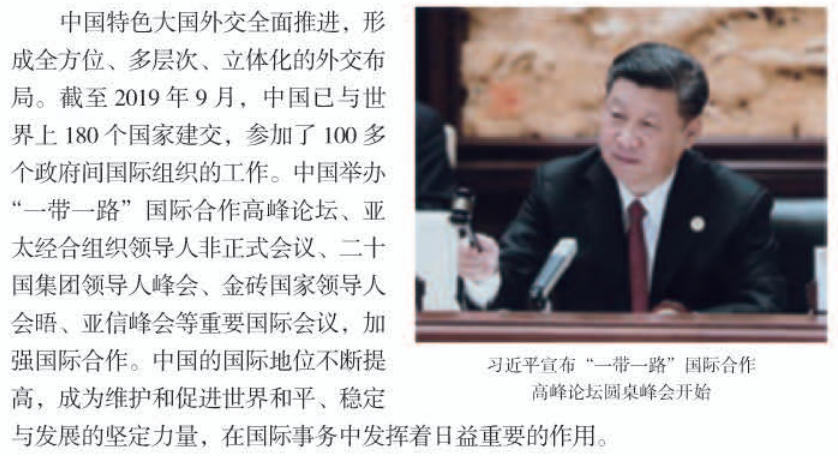 中国特色大国外交全面推进，形
成全方位、多层次、立体化的外交布
局。截至 2019 年 9 月，中国已与世
界上 180 个国家建交，参加了 100 多
个政府间国际组织的工作。中国举办
“一带一路”国际合作高峰论坛、亚
太经合组织领导人非正式会议、二十
国集团领导人峰会、金砖国家领导人
会晤、亚信峰会等重要国际会议，加
强国际合作。中国的国际地位不断提
高，成为维护和促进世界和平、稳定
与发展的坚定力量，在国际事务中发挥着日益重要的作用。
习近平宣布“一带一路”国际合作
高峰论坛圆桌峰会开始